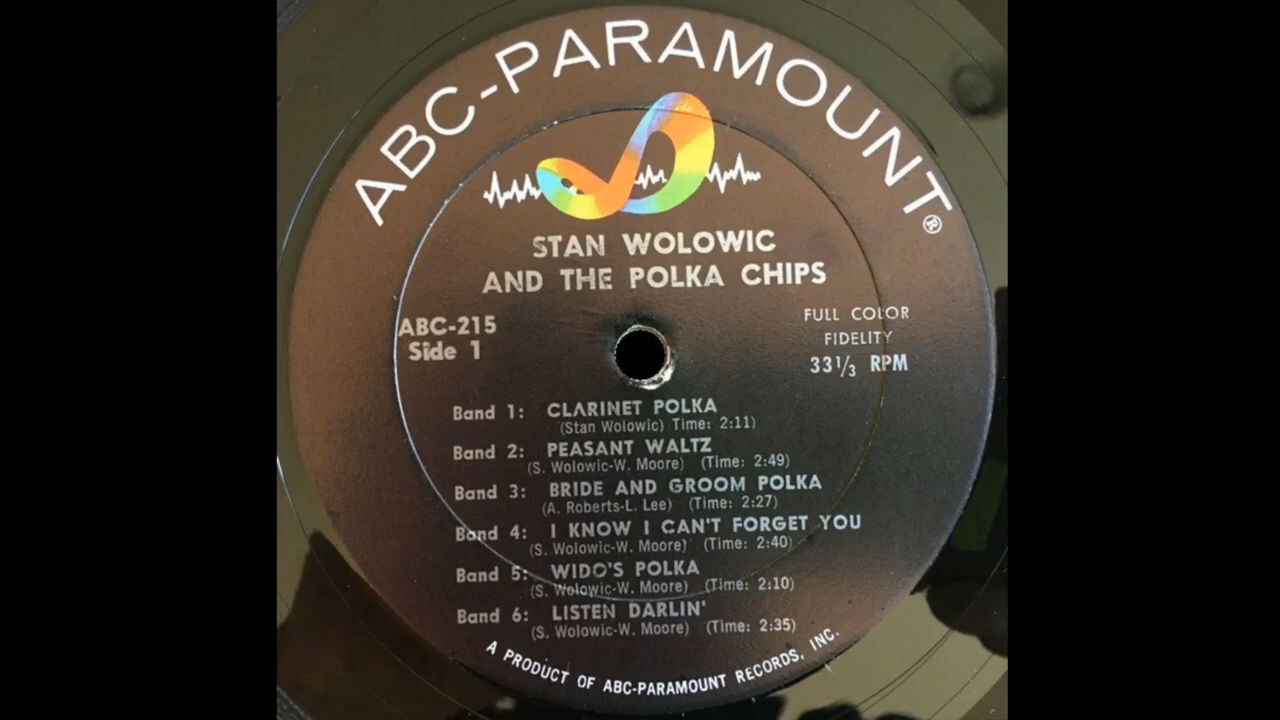 ABC-PARAMOUNT®
STAN WOLOWIC
AND THE POLKA CHIPS
ABC-215
Side 1
FULL COLOR
FIDELITY
33 1/3 RPM
Band 1: CLARINET POLKA
(Stan Wolowic) Time: 2:11)
Band 2: PEASANT WALTZ
(S. Wolowic-W. Moore) (Time: 2:49)
Band 3: BRIDE AND GROOM POLKA
(A. Roberts-L. Lee) (Time: 2:27)
Band 4: I KNOW I CAN'T FORGET YOU
(S. Wolowic-W. Moore) (Time: 2:40)
Band 5: WIDO'S POLKA
(S. Wolowic-W. Moore) (Time: 2:10)
Band 6: LISTEN DARLIN'
(S. Wolowic-W. Moore) (Time: 2:35)
A PRODUCT OF ABC-PARAMOUNT RECORDS, INC.